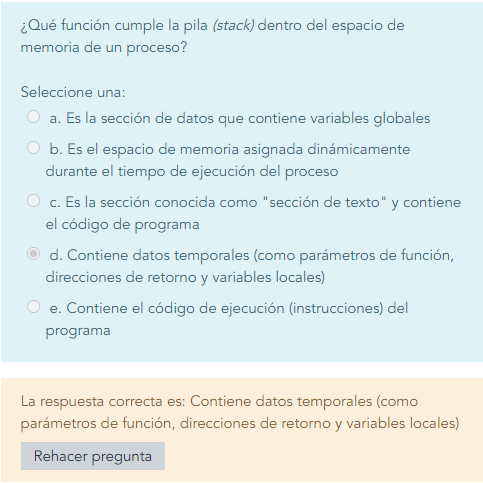 ¿Qué función cumple la pila (stack) dentro del espacio de
memoria de un proceso?
Seleccione una:
a. Es la sección de datos que contiene variables globales
b. Es el espacio de memoria asignada dinámicamente
durante el tiempo de ejecución del proceso
c. Es la sección conocida como "sección de texto" y contiene
el código de programa
d. Contiene datos temporales (como parámetros de función,
direcciones de retorno y variables locales)
e. Contiene el código de ejecución (instrucciones) del
programa
La respuesta correcta es: Contiene datos temporales (como
parámetros de función, direcciones de retorno y variables locales)
Rehacer pregunta